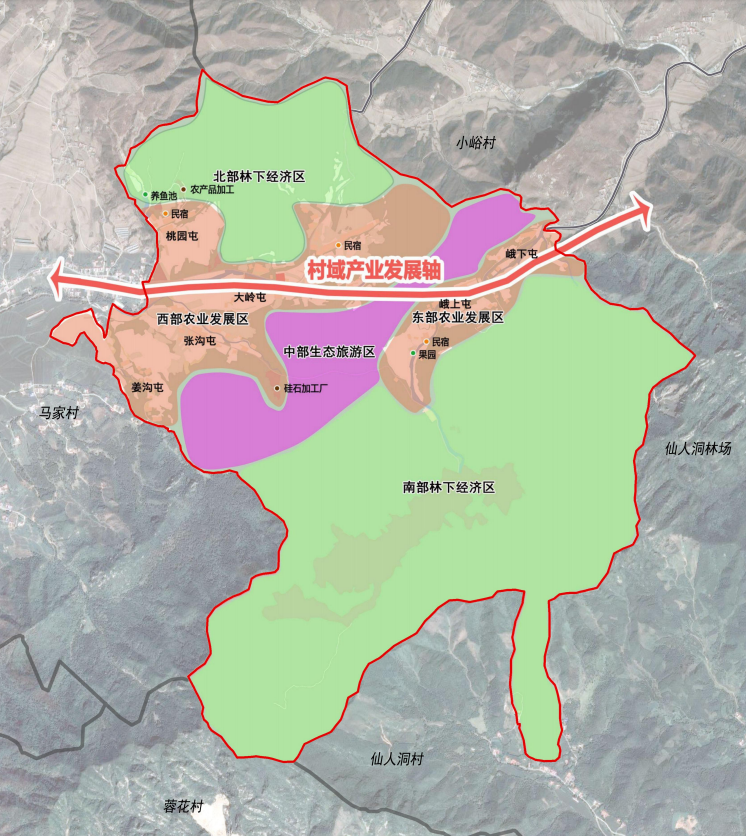 小峪村
北部林下经济区
农产品加工
养鱼池
民宿
桃园屯
民宿
峨下屯
村域产业发展轴
大岭屯
峨上屯
西部农业发展区
东部农业发展区
张沟屯
民宿
中部生态旅游区
果园
姜沟屯
硅石加工厂
马家村
仙人洞林场
南部林下经济区
仙人洞村
蓉花村